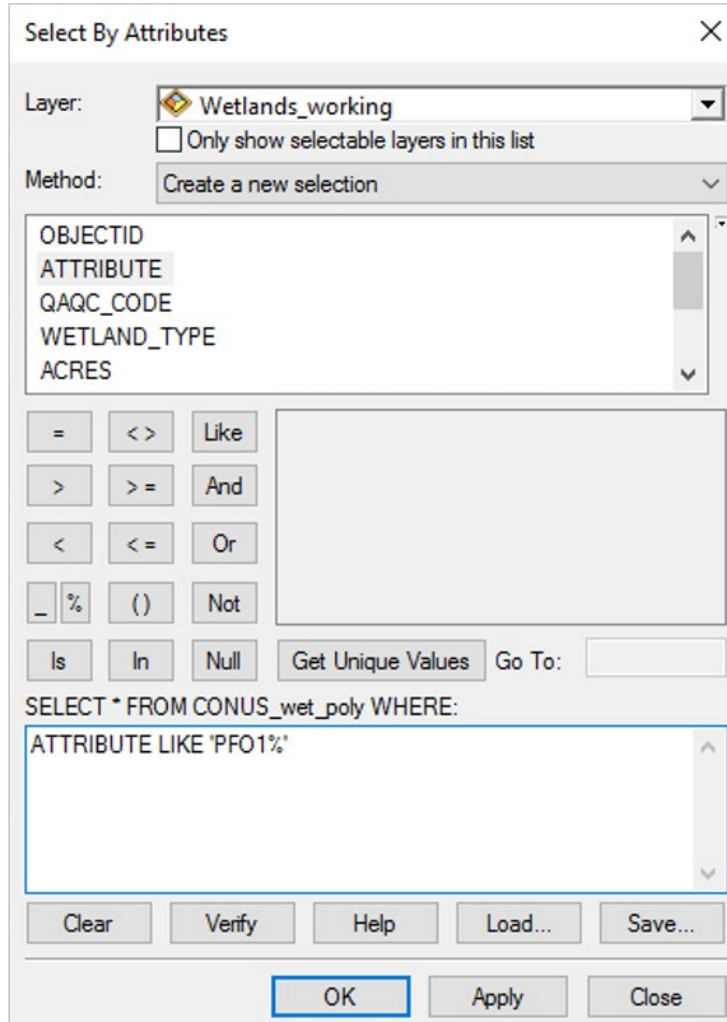 Select By Attributes
Layer: Wetlands_working
Only show selectable layers in this list
Method: Create a new selection
OBJECTID
ATTRIBUTE
QAQC_CODE
WETLAND_TYPE
ACRES
= < > Like
> > = And
< < = Or
_ % () Not
Is In Null Get Unique Values Go To:
SELECT * FROM CONUS_wet_poly WHERE:
ATTRIBUTE LIKE 'PFO1%'
Clear Verify Help Load... Save...
OK Apply Close